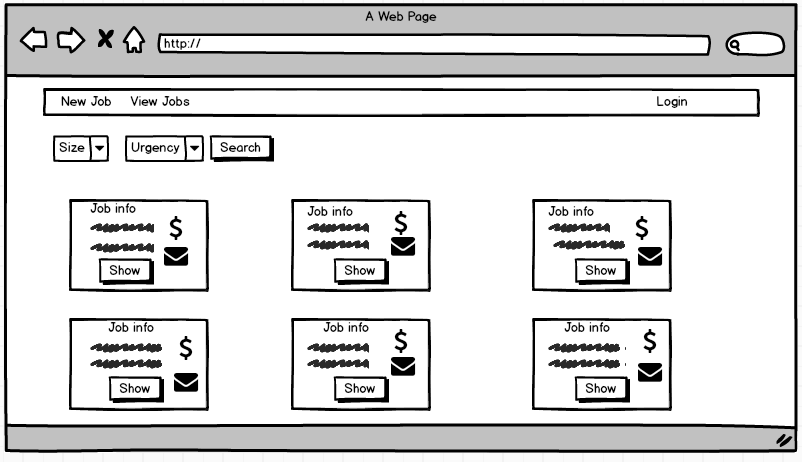 A Web Page
http://
New Job View Jobs Login
Size Urgency Search
Job info Job info Job info
$ $ $
Show Show Show
Job info Job info Job info
$ $ $
Show Show Show